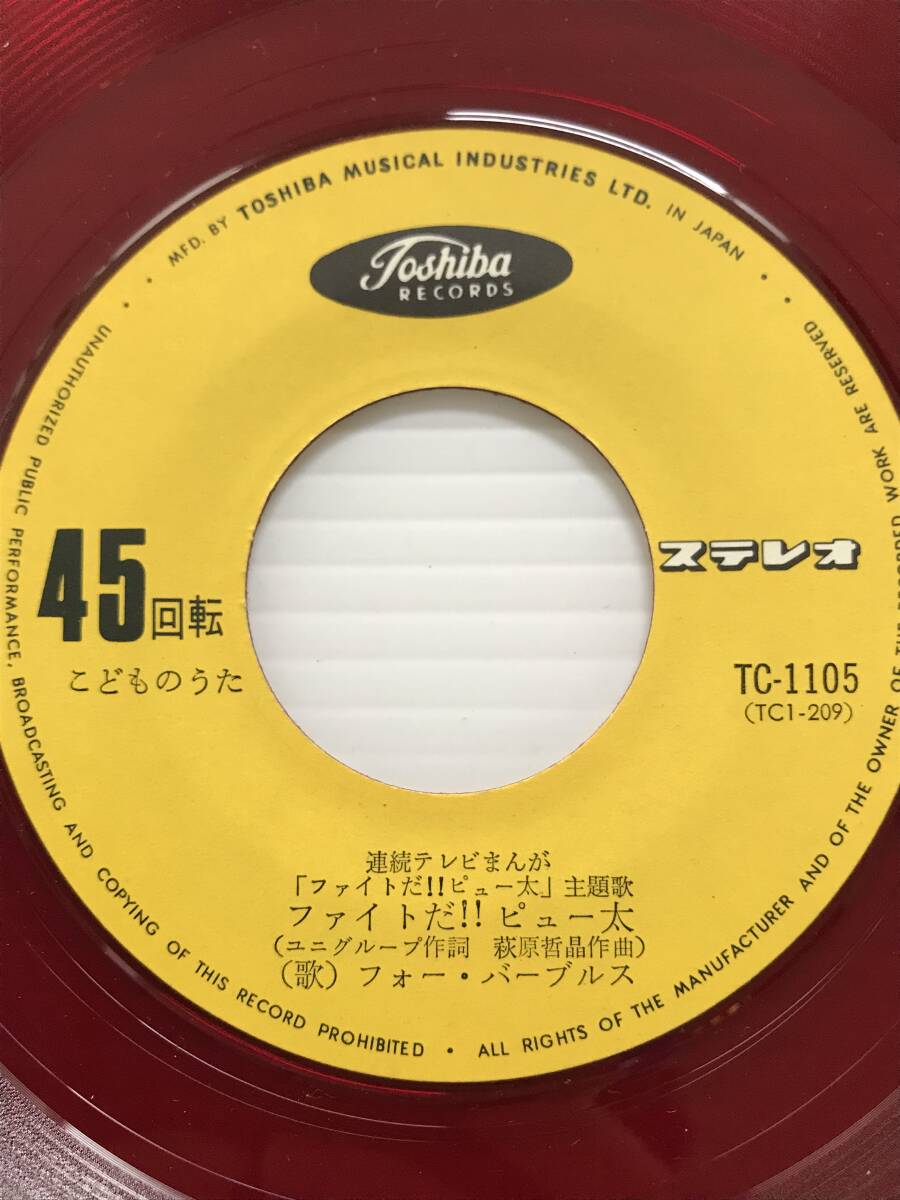 MFD. BY TOSHIBA MUSICAL INDUSTRIES LTD. IN JAPAN
Toshiba
RECORDS
45回転
こどものうた
ステレオ
TC-1105
(TC1-209)
連続テレビまんが
「ファイトだ!!ピュー太」主題歌
ファイトだ!! ピュー太
(ユニグループ作詞 萩原哲晶作曲)
(歌) フォー・バーブルス
UNAUTHORIZED PUBLIC PERFORMANCE, BROADCASTING AND COPYING OF THIS RECORD PROHIBITED • ALL RIGHTS OF THE MANUFACTURER AND OF THE OWNER OF THE RECORDED WORK ARE RESERVED